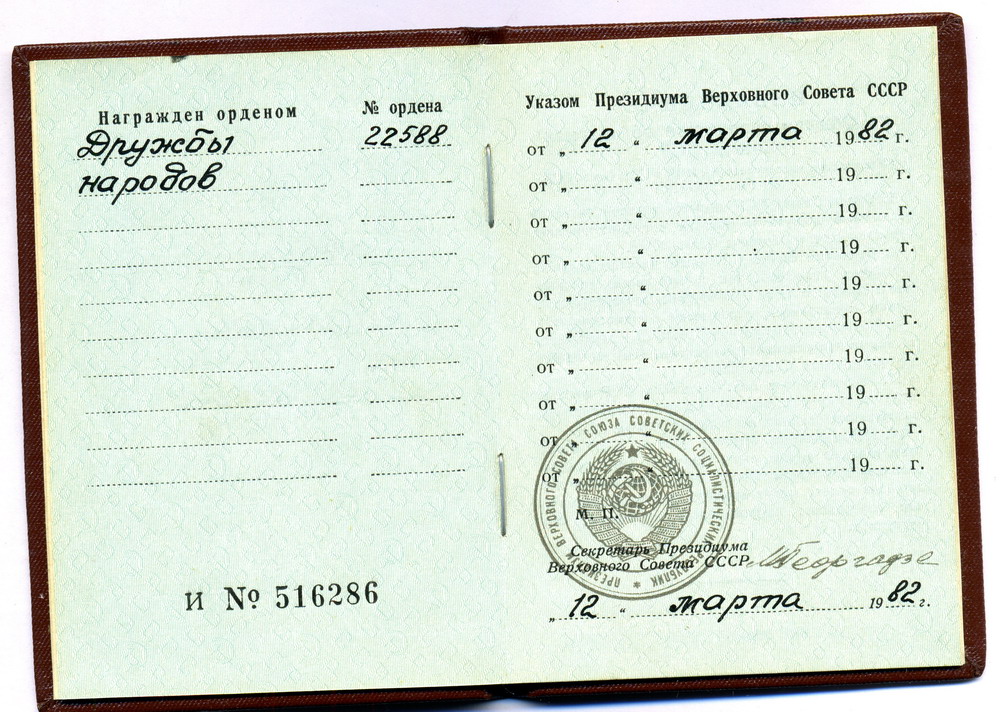 Награжден орденом
№ ордена
Дружбы
22588
народов
И № 516286
Указом Президиума Верховного Совета СССР
от „ 12 “ марта 1982 г.
от „ “ 19 г.
от „ “ 19 г.
от „ “ 19 г.
от „ “ 19 г.
от „ “ 19 г.
от „ “ 19 г.
от „ “ 19 г.
от „ “ 19 г.
от „ “ 19 г.
ПРЕЗИДИУМ ВЕРХОВНОГО СОВЕТА СОЮЗА СОВЕТСКИХ СОЦИАЛИСТИЧЕСКИХ РЕСПУБЛИК
М. П.
Секретарь Президиума
Верховного Совета СССР МГеоргадзе
„ 12 “ марта 1982 г.